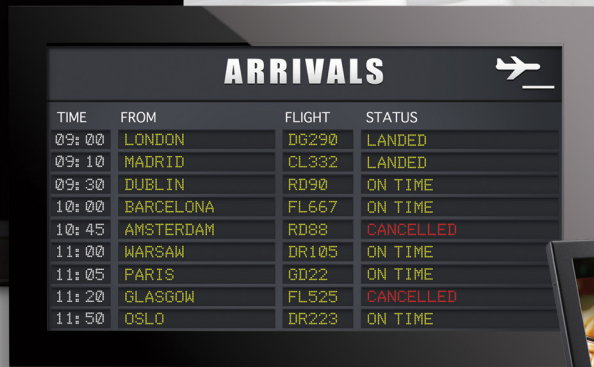 ARRIVALS
TIME FROM FLIGHT STATUS
09:00 LONDON DG290 LANDED
09:10 MADRID CL332 LANDED
09:30 DUBLIN RD90 ON TIME
10:00 BARCELONA FL667 ON TIME
10:45 AMSTERDAM RD88 CANCELLED
11:00 WARSAW DR105 ON TIME
11:05 PARIS GD22 ON TIME
11:20 GLASGOW FL525 CANCELLED
11:50 OSLO DR223 ON TIME